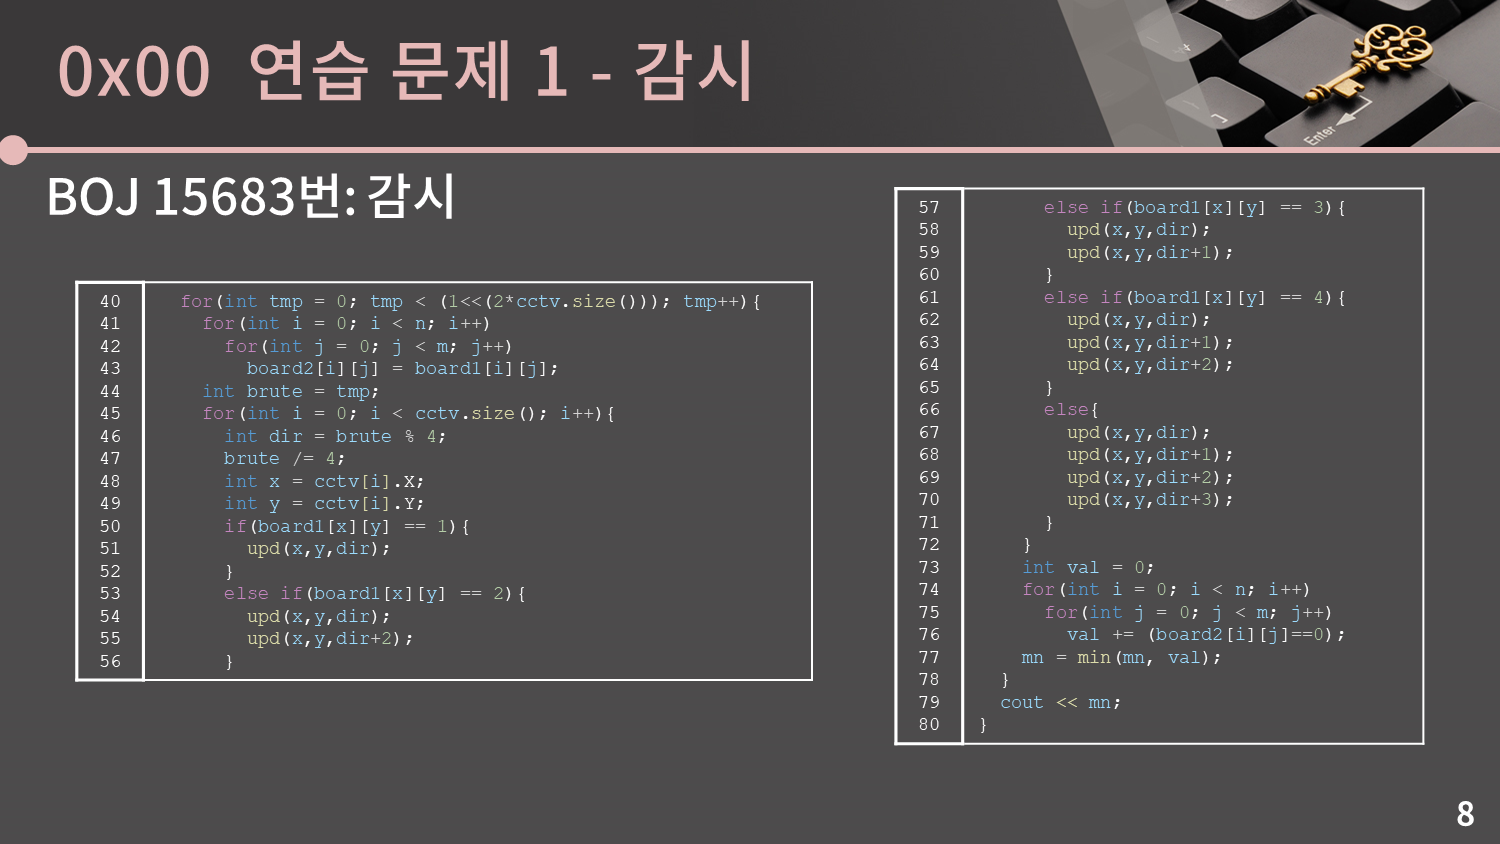 0x00 연습 문제 1 - 감시
BOJ 15683번: 감시
40 for(int tmp = 0; tmp < (1<<(2*cctv.size())); tmp++){
41 for(int i = 0; i < n; i++)
42 for(int j = 0; j < m; j++)
43 board2[i][j] = board1[i][j];
44 int brute = tmp;
45 for(int i = 0; i < cctv.size(); i++){
46 int dir = brute % 4;
47 brute /= 4;
48 int x = cctv[i].X;
49 int y = cctv[i].Y;
50 if(board1[x][y] == 1){
51 upd(x,y,dir);
52 }
53 else if(board1[x][y] == 2){
54 upd(x,y,dir);
55 upd(x,y,dir+2);
56 }
57 else if(board1[x][y] == 3){
58 upd(x,y,dir);
59 upd(x,y,dir+1);
60 }
61 else if(board1[x][y] == 4){
62 upd(x,y,dir);
63 upd(x,y,dir+1);
64 upd(x,y,dir+2);
65 }
66 else{
67 upd(x,y,dir);
68 upd(x,y,dir+1);
69 upd(x,y,dir+2);
70 upd(x,y,dir+3);
71 }
72 }
73 int val = 0;
74 for(int i = 0; i < n; i++)
75 for(int j = 0; j < m; j++)
76 val += (board2[i][j]==0);
77 mn = min(mn, val);
78 }
79 cout << mn;
80 }
Enter
8